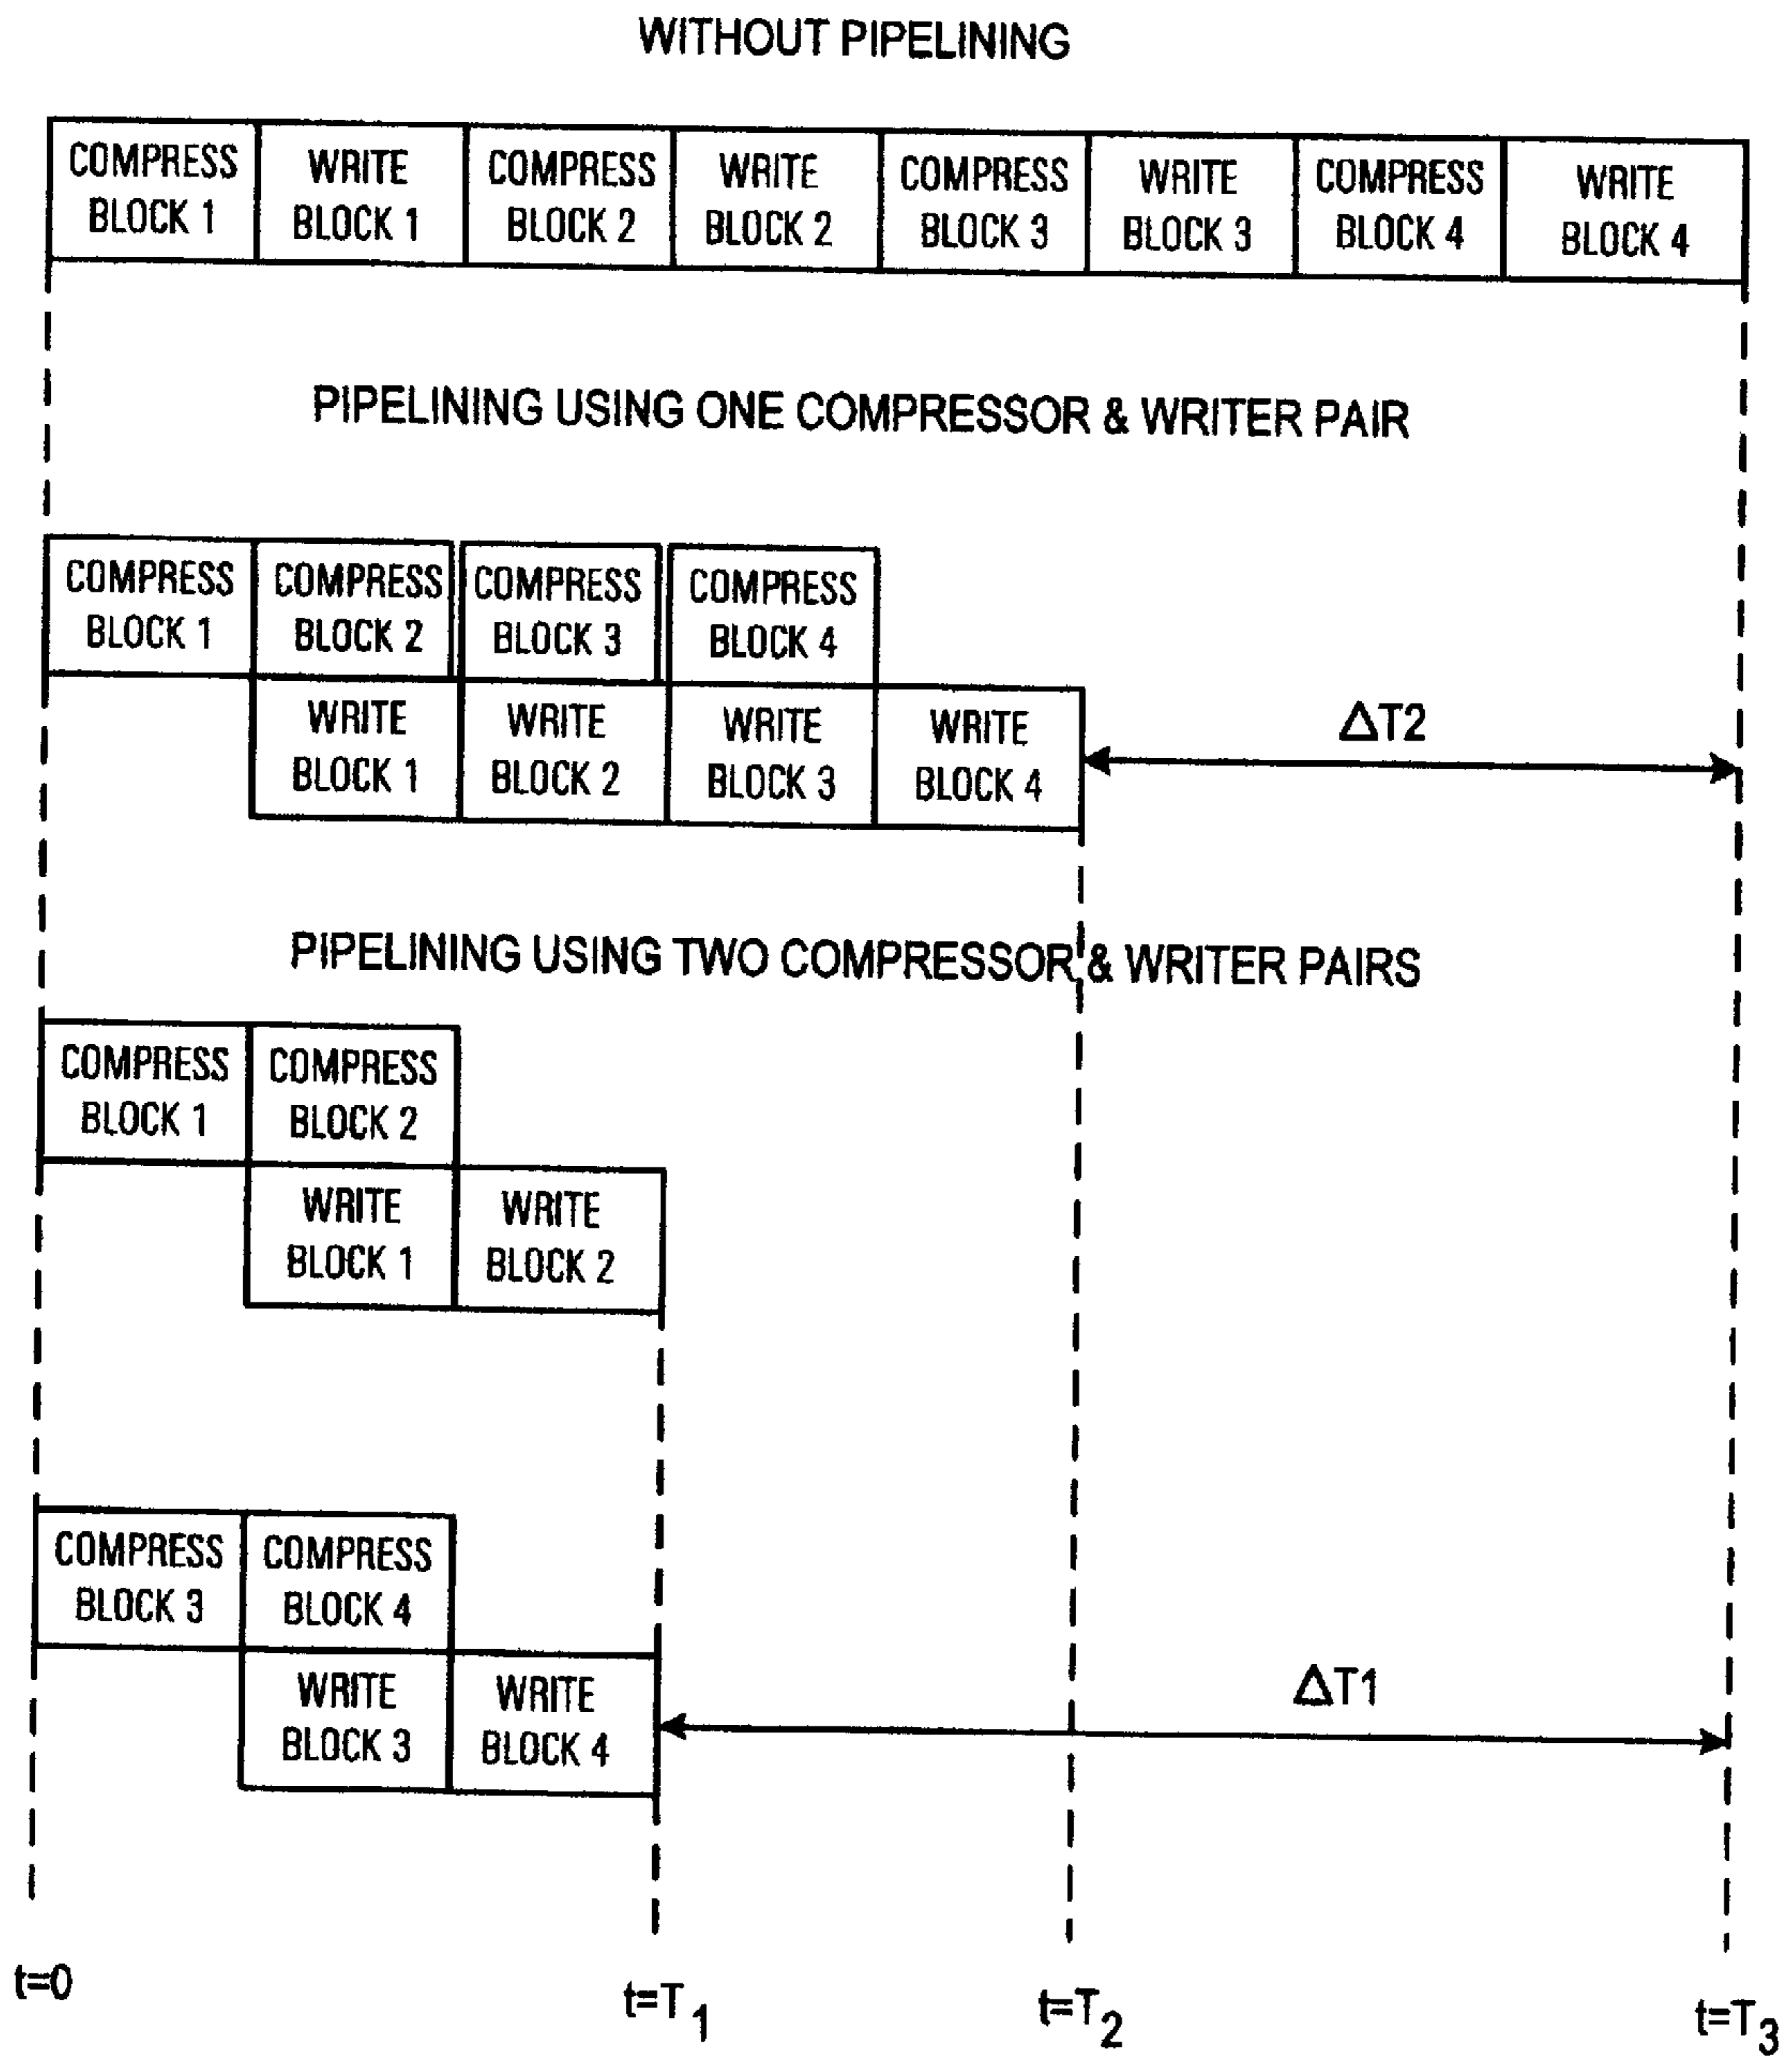 WITHOUT PIPELINING
COMPRESS BLOCK 1
WRITE BLOCK 1
COMPRESS BLOCK 2
WRITE BLOCK 2
COMPRESS BLOCK 3
WRITE BLOCK 3
COMPRESS BLOCK 4
WRITE BLOCK 4
PIPELINING USING ONE COMPRESSOR & WRITER PAIR
COMPRESS BLOCK 1
COMPRESS BLOCK 2
COMPRESS BLOCK 3
COMPRESS BLOCK 4
WRITE BLOCK 1
WRITE BLOCK 2
WRITE BLOCK 3
WRITE BLOCK 4
ΔT2
PIPELINING USING TWO COMPRESSOR & WRITER PAIRS
COMPRESS BLOCK 1
COMPRESS BLOCK 2
WRITE BLOCK 1
WRITE BLOCK 2
COMPRESS BLOCK 3
COMPRESS BLOCK 4
WRITE BLOCK 3
WRITE BLOCK 4
ΔT1
t=0
t=T1
t=T2
t=T3